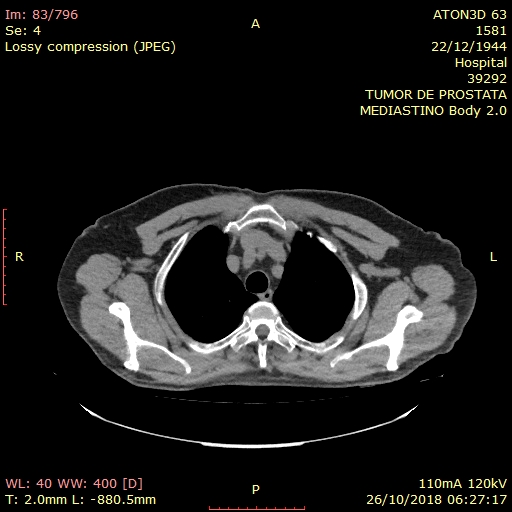 Im: 83/796
Se: 4
Lossy compression (JPEG)
A
ATON3D 63
1581
22/12/1944
Hospital
39292
TUMOR DE PROSTATA
MEDIASTINO Body 2.0
R
L
WL: 40 WW: 400 [D]
T: 2.0mm L: -880.5mm
P
110mA 120kV
26/10/2018 06:27:17